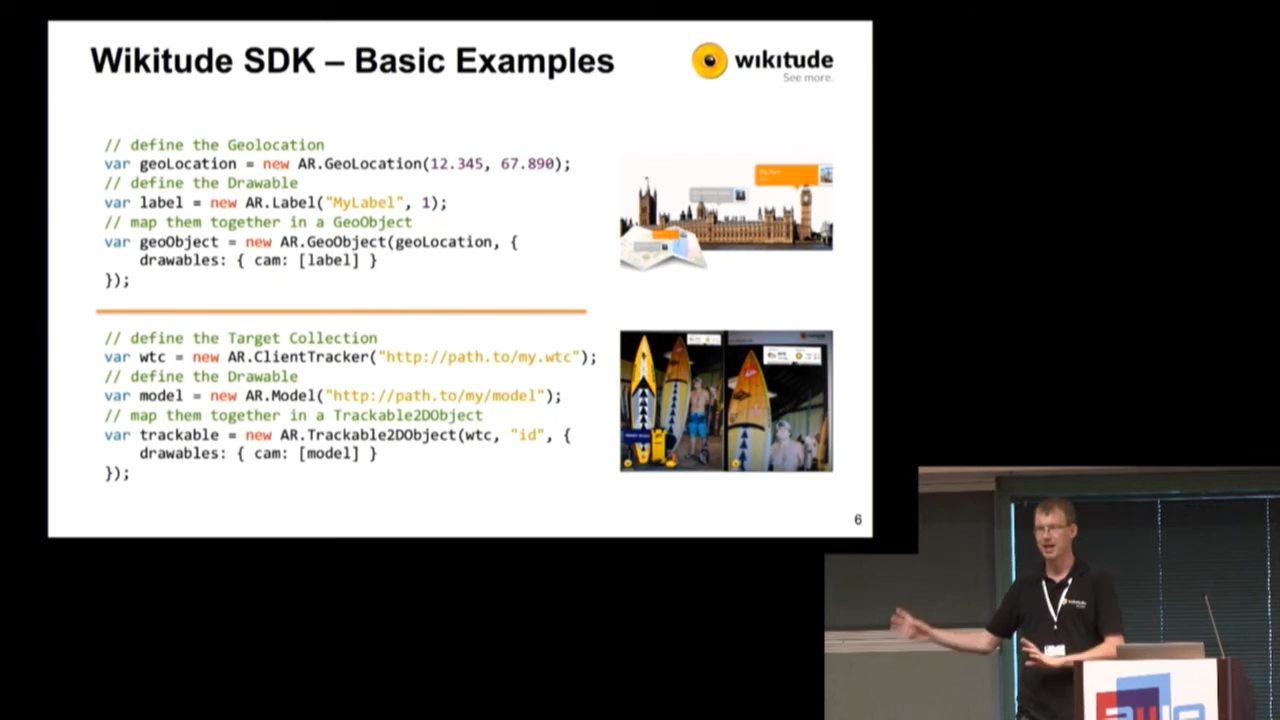 Wikitude SDK – Basic Examples
wikitude
See more.
// define the Geolocation
var geoLocation = new AR.GeoLocation(12.345, 67.890);
// define the Drawable
var label = new AR.Label("MyLabel", 1);
// map them together in a GeoObject
var geoObject = new AR.GeoObject(geoLocation, {
drawables: { cam: [label] }
});
// define the Target Collection
var wtc = new AR.ClientTracker("http://path.to/my.wtc");
// define the Drawable
var model = new AR.Model("http://path.to/my/model");
// map them together in a Trackable2DObject
var trackable = new AR.Trackable2DObject(wtc, "id", {
drawables: { cam: [model] }
});
6
wikitude